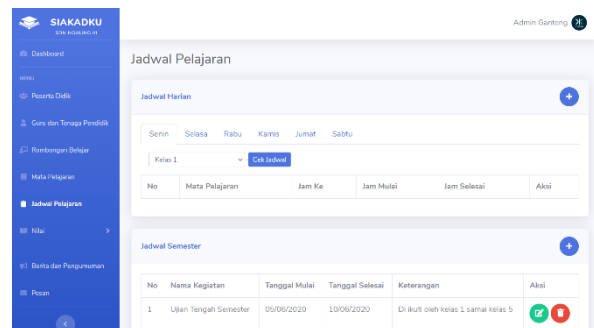 SIAKADKU
Admin Ganteng
Dashboard
Jadwal Pelajaran
MENU
Peserta Didik
Jadwal Harian
Guru dan Tenaga Pendidik
Senin Selasa Rabu Kamis Jumat Sabtu
Rombongan Belajar
Kelas 1 Cek Jadwal
Mata Pelajaran
No Mata Pelajaran Jam Ke Jam Mulai Jam Selesai Aksi
Jadwal Pelajaran
Nilai
Jadwal Semester
Berita dan Pengumuman
No Nama Kegiatan Tanggal Mulai Tanggal Selesai Keterangan Aksi
Pesan
1 Ujian Tengah Semester 05/06/2020 10/06/2020 Di ikuti oleh kelas 1 samai kelas 5